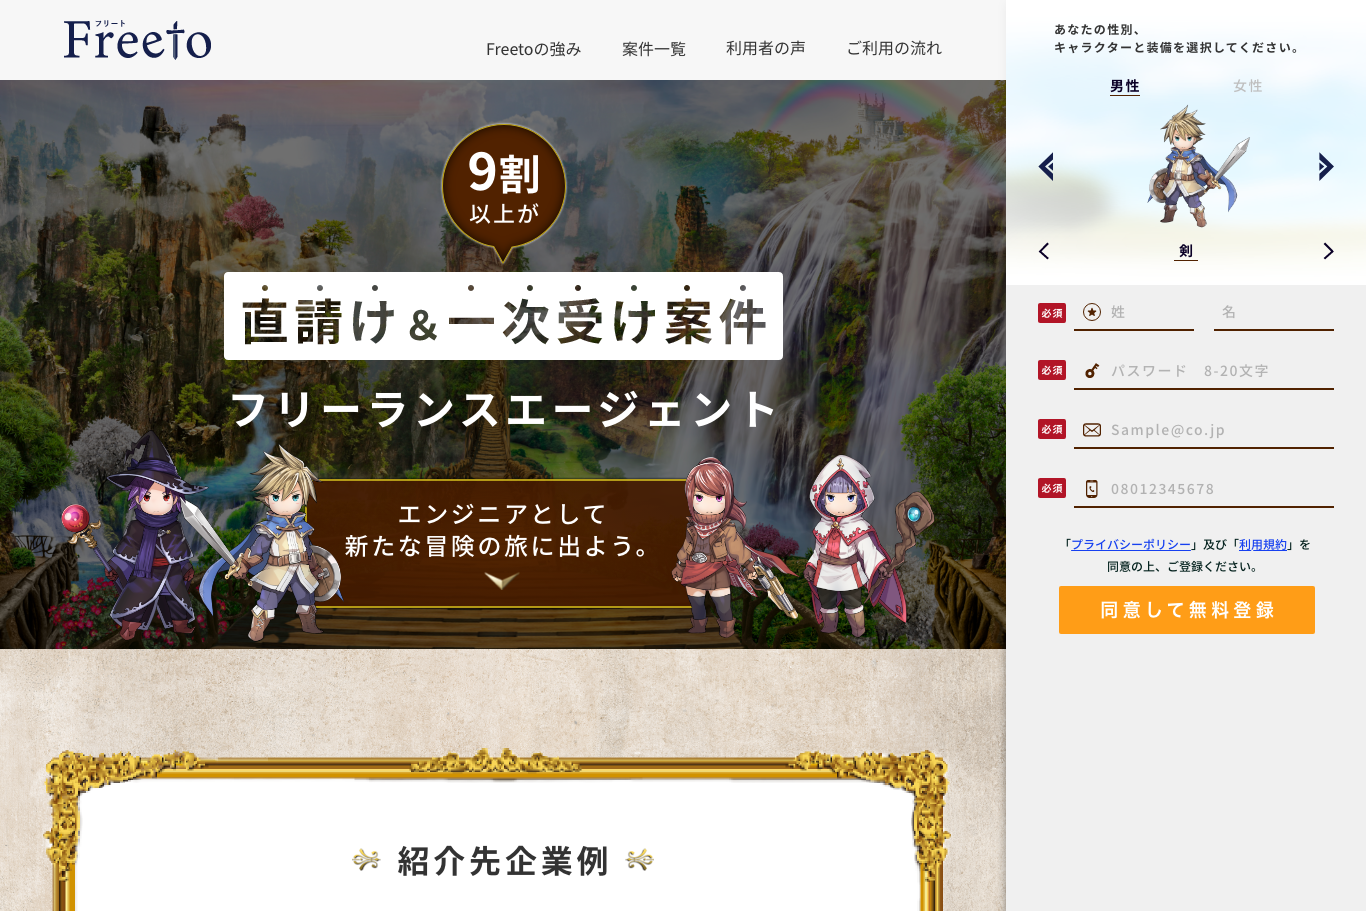 フリート
Freeto
Freetoの強み
案件一覧
利用者の声
ご利用の流れ
9割
以上が
直請け&一次受け案件
フリーランスエージェント
エンジニアとして
新たな冒険の旅に出よう。
紹介先企業例
あなたの性別、
キャラクターと装備を選択してください。
男性
女性
剣
必須
姓
名
必須
パスワード　8-20文字
必須
Sample@co.jp
必須
08012345678
「プライバシーポリシー」及び「利用規約」を
同意の上、ご登録ください。
同意して無料登録